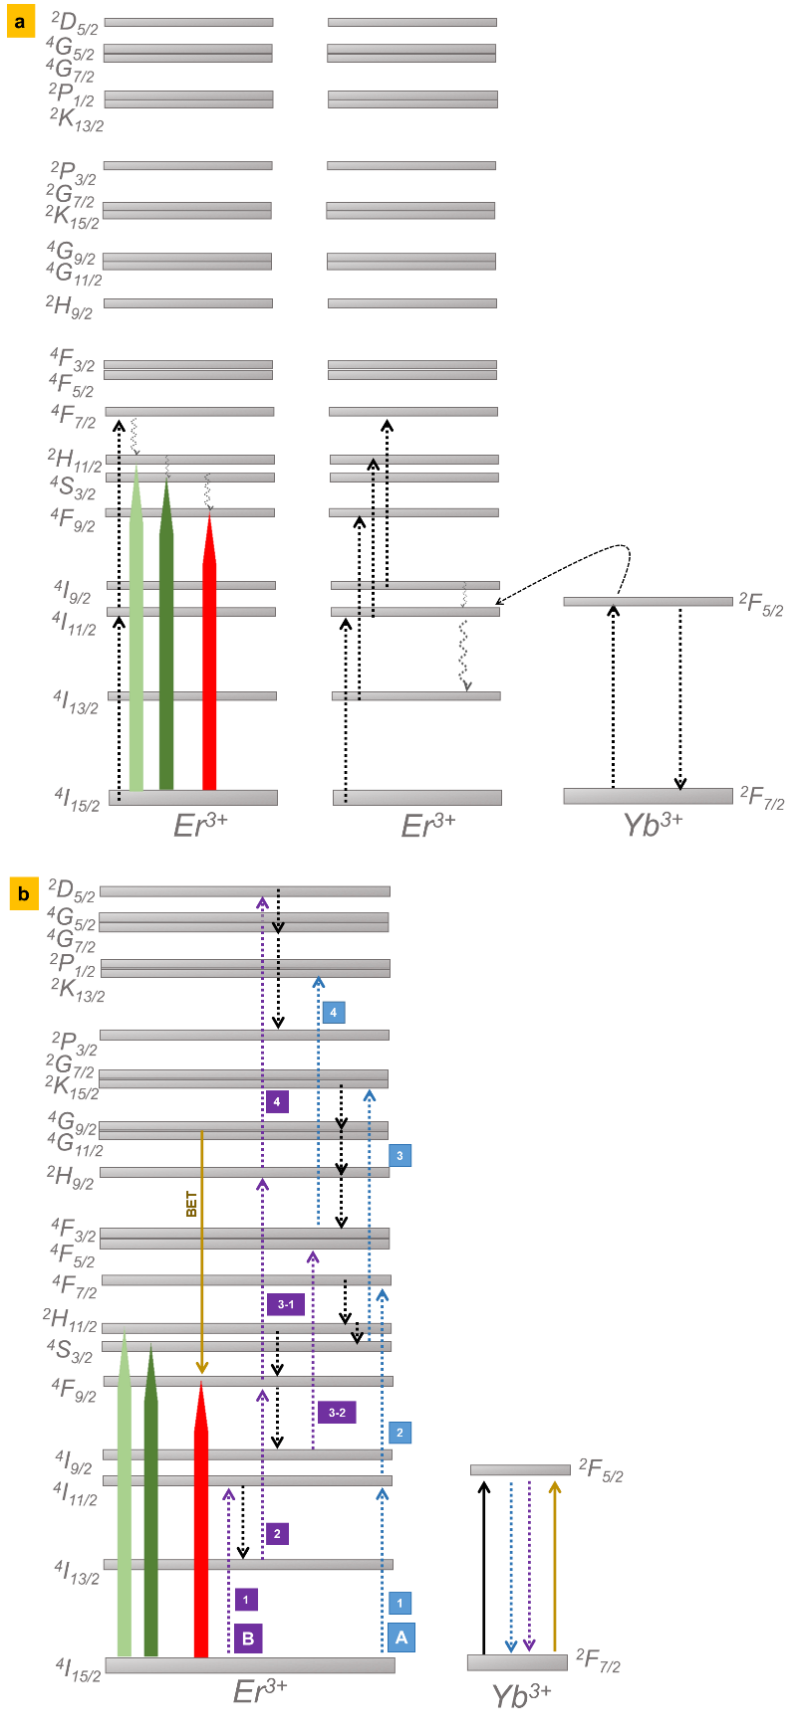 a
²D5/2
⁴G5/2
⁴G7/2
²P1/2
²K13/2
²P3/2
²G7/2
²K15/2
⁴G9/2
⁴G11/2
²H9/2
⁴F3/2
⁴F5/2
⁴F7/2
²H11/2
⁴S3/2
⁴F9/2
⁴I9/2
⁴I11/2
²F5/2
⁴I13/2
⁴I15/2
²F7/2
Er³⁺ Er³⁺ Yb³⁺
b
²D5/2
⁴G5/2
⁴G7/2
²P1/2
²K13/2
4
²P3/2
²G7/2
²K15/2
4
⁴G9/2
⁴G11/2
3
²H9/2
BET
⁴F3/2
⁴F5/2
⁴F7/2
3-1
²H11/2
⁴S3/2
⁴F9/2
3-2
2
⁴I9/2
²F5/2
⁴I11/2
2
⁴I13/2
1 1
B A
⁴I15/2
²F7/2
Er³⁺ Yb³⁺